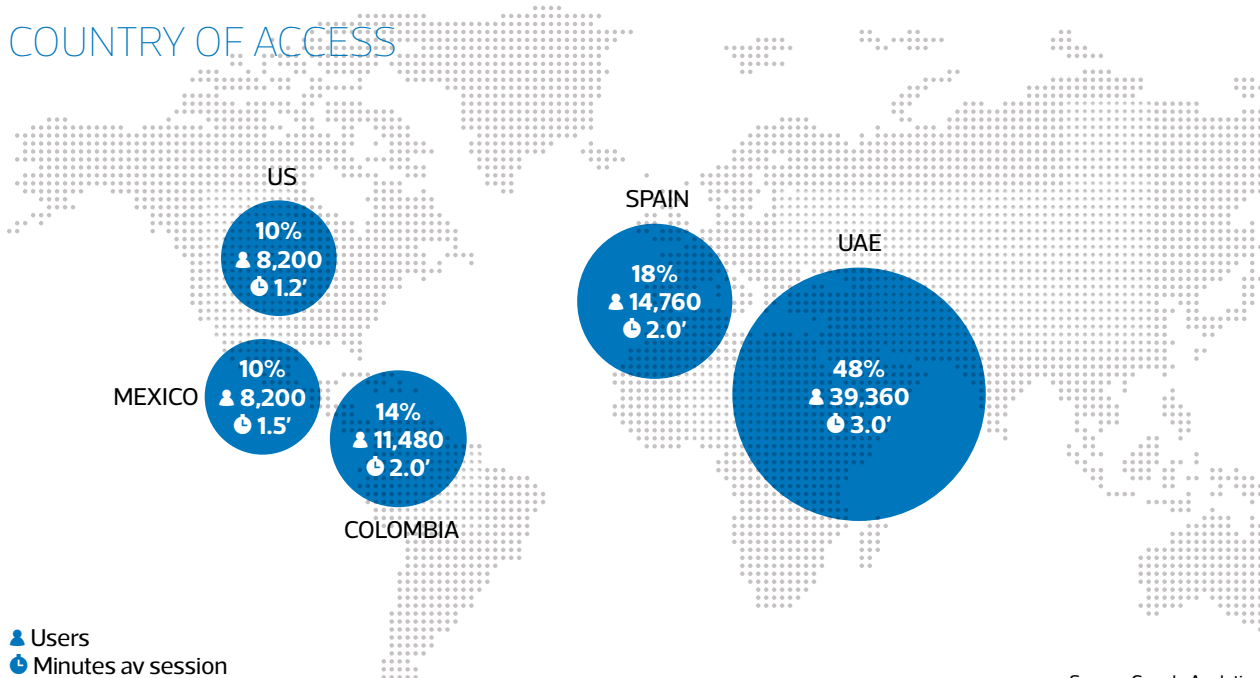 COUNTRY OF ACCESS
US
10%
8,200
1.2'
SPAIN
18%
14,760
2.0'
UAE
48%
39,360
3.0'
MEXICO
10%
8,200
1.5'
14%
11,480
2.0'
COLOMBIA
Users
Minutes av session